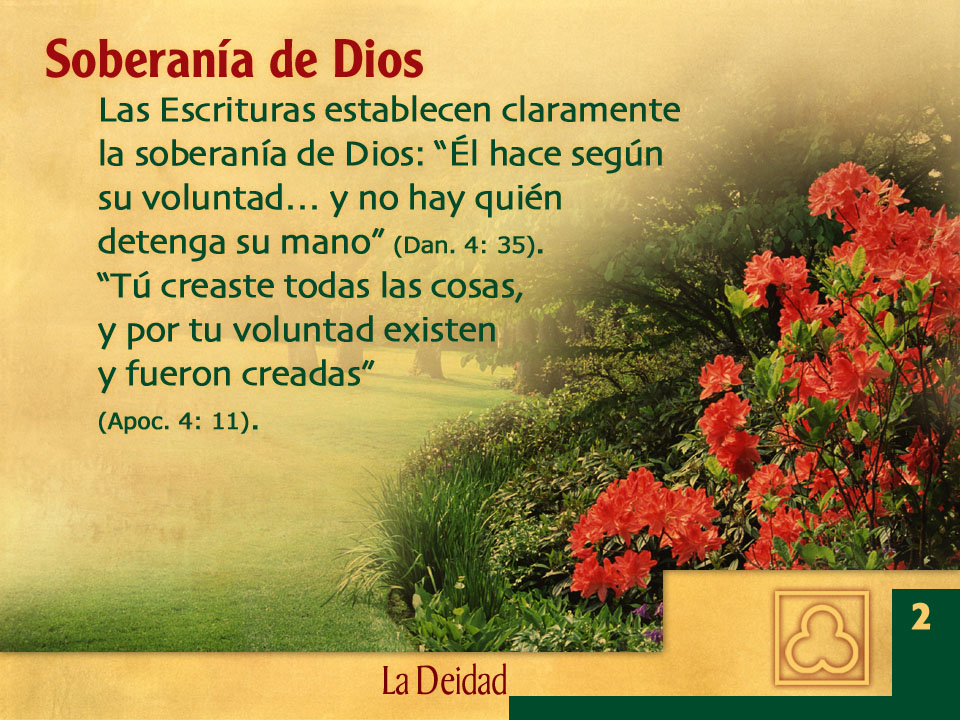 Soberanía de Dios
Las Escrituras establecen claramente
la soberanía de Dios: “Él hace según
su voluntad... y no hay quién
detenga su mano” (Dan. 4: 35).
“Tú creaste todas las cosas,
y por tu voluntad existen
y fueron creadas”
(Apoc. 4: 11).
2
La Deidad